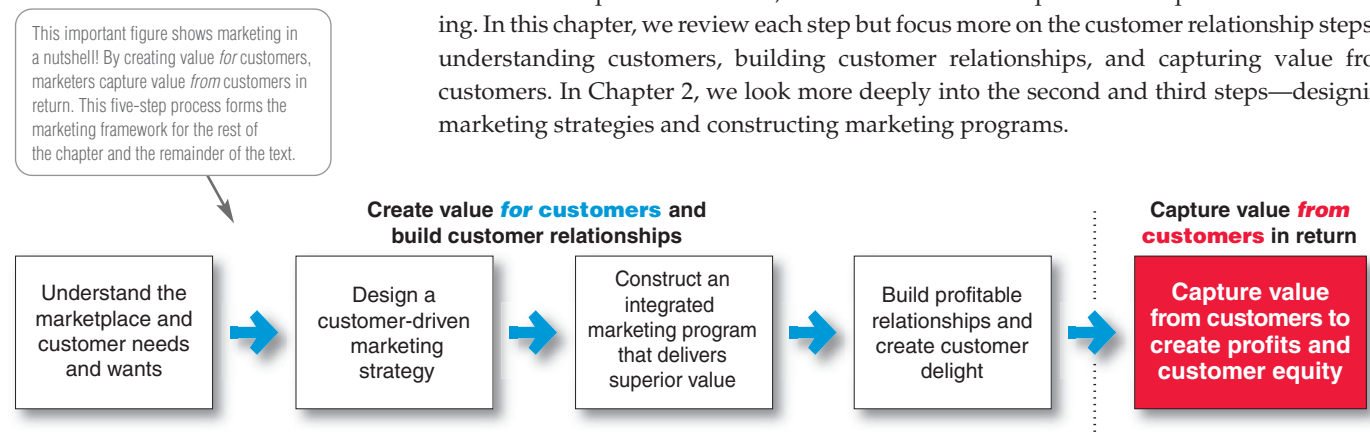 This important figure shows marketing in
a nutshell! By creating value for customers,
marketers capture value from customers in
return. This five-step process forms the
marketing framework for the rest of
the chapter and the remainder of the text.
ing. In this chapter, we review each step but focus more on the customer relationship steps
understanding customers, building customer relationships, and capturing value fro
customers. In Chapter 2, we look more deeply into the second and third steps—designi
marketing strategies and constructing marketing programs.
Create value for customers and
build customer relationships
Capture value from
customers in return
Understand the
marketplace and
customer needs
and wants
Design a
customer-driven
marketing
strategy
Construct an
integrated
marketing program
that delivers
superior value
Build profitable
relationships and
create customer
delight
Capture value
from customers to
create profits and
customer equity